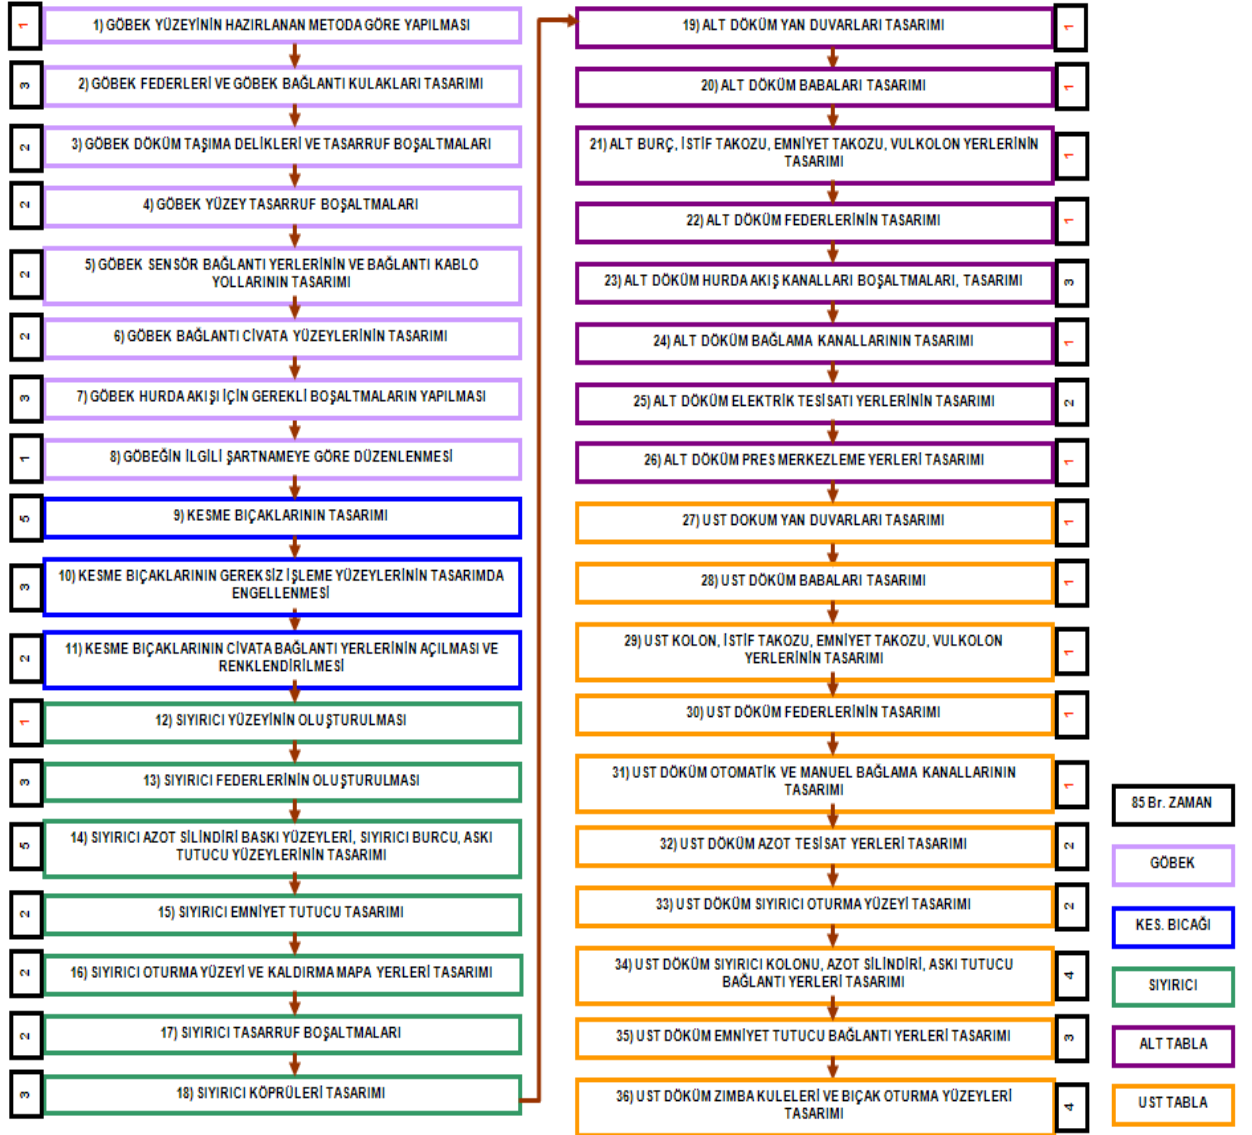 1
1) GÖBEK YÜZEYİNİN HAZIRLANAN METODA GÖRE YAPILMASI
3
2) GÖBEK FEDERLERİ VE GÖBEK BAĞLANTI KULAKLARI TASARIMI
2
3) GÖBEK DÖKÜM TAŞIMA DELİKLERİ VE TASARRUF BOŞALTMALARI
2
4) GÖBEK YÜZEY TASARRUF BOŞALTMALARI
2
5) GÖBEK SENSÖR BAĞLANTI YERLERİNİN VE BAĞLANTI KABLO
YOLLARININ TASARIMI
2
6) GÖBEK BAĞLANTI CİVATA YÜZEYLERİNİN TASARIMI
3
7) GÖBEK HURDA AKIŞI İÇİN GEREKLİ BOŞALTMALARIN YAPILMASI
1
8) GÖBEĞİN İLGİLİ ŞARTNAMEYE GÖRE DÜZENLENMESİ
5
9) KESME BIÇAKLARININ TASARIMI
3
10) KESME BIÇAKLARININ GEREKSİZ İŞLEME YÜZEYLERİNİN TASARIMDA
ENGELLENMESİ
2
11) KESME BIÇAKLARININ CİVATA BAĞLANTI YERLERİNİN AÇILMASI VE
RENKLENDİRİLMESİ
1
12) SIYIRICI YÜZEYİNİN OLUŞTURULMASI
3
13) SIYIRICI FEDERLERİNİN OLUŞTURULMASI
5
14) SIYIRICI AZOT SİLİNDİRİ BASKI YÜZEYLERİ, SIYIRICI BURCU, ASKI
TUTUCU YÜZEYLERİNİN TASARIMI
2
15) SIYIRICI EMNİYET TUTUCU TASARIMI
2
16) SIYIRICI OTURMA YÜZEYİ VE KALDIRMA MAPA YERLERİ TASARIMI
2
17) SIYIRICI TASARRUF BOŞALTMALARI
3
18) SIYIRICI KÖPRÜLERİ TASARIMI
19) ALT DÖKÜM YAN DUVARLARI TASARIMI
1
20) ALT DÖKÜM BABALARI TASARIMI
1
21) ALT BURÇ, İSTİF TAKOZU, EMNİYET TAKOZU, VULKOLON YERLERİNİN
TASARIMI
1
22) ALT DÖKÜM FEDERLERİNİN TASARIMI
1
23) ALT DÖKÜM HURDA AKIŞ KANALLARI BOŞALTMALARI, TASARIMI
3
24) ALT DÖKÜM BAĞLAMA KANALLARININ TASARIMI
1
25) ALT DÖKÜM ELEKTRİK TESİSATI YERLERİNİN TASARIMI
2
26) ALT DÖKÜM PRES MERKEZLEME YERLERİ TASARIMI
1
27) UST DOKUM YAN DUVARLARI TASARIMI
1
28) UST DÖKÜM BABALARI TASARIMI
1
29) UST KOLON, İSTİF TAKOZU, EMNİYET TAKOZU, VULKOLON
YERLERİNİN TASARIMI
1
30) UST DÖKÜM FEDERLERİNİN TASARIMI
1
31) UST DÖKÜM OTOMATİK VE MANUEL BAĞLAMA KANALLARININ
TASARIMI
1
32) UST DÖKÜM AZOT TESİSAT YERLERİ TASARIMI
2
33) UST DÖKÜM SIYIRICI OTURMA YÜZEYİ TASARIMI
2
34) UST DÖKÜM SIYIRICI KOLONU, AZOT SİLİNDİRİ, ASKI TUTUCU
BAĞLANTI YERLERİ TASARIMI
4
35) UST DÖKÜM EMNİYET TUTUCU BAĞLANTI YERLERİ TASARIMI
3
36) UST DÖKÜM ZIMBA KULELERİ VE BIÇAK OTURMA YÜZEYLERİ
TASARIMI
4
85 Br. ZAMAN
GÖBEK
KES. BICAĞI
SIYIRICI
ALT TABLA
UST TABLA